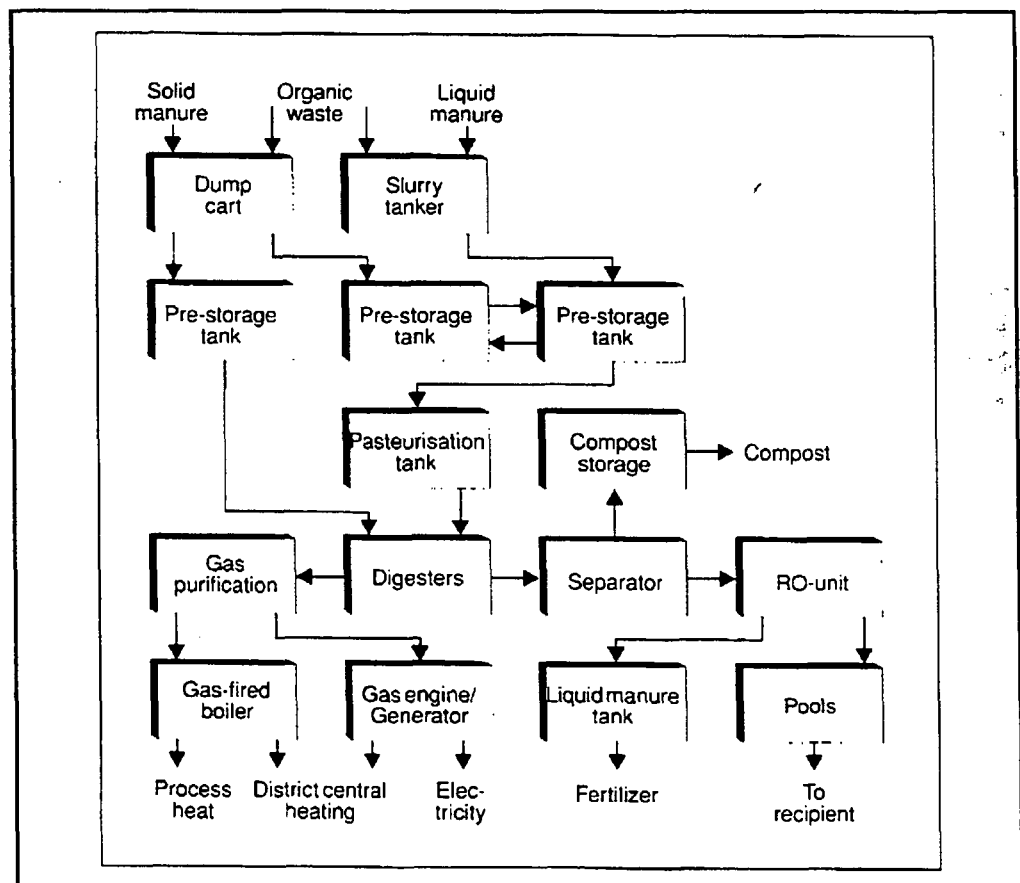 Solid
manure
Organic
waste
Liquid
manure
Dump
cart
Slurry
tanker
Pre-storage
tank
Pre-storage
tank
Pre-storage
tank
Pasteurisation
tank
Compost
storage
Compost
Gas
purification
Digesters
Separator
RO-unit
Gas-fired
boiler
Gas engine/
Generator
Liquid manure
tank
Pools
Process
heat
District central
heating
Elec-
tricity
Fertilizer
To
recipient